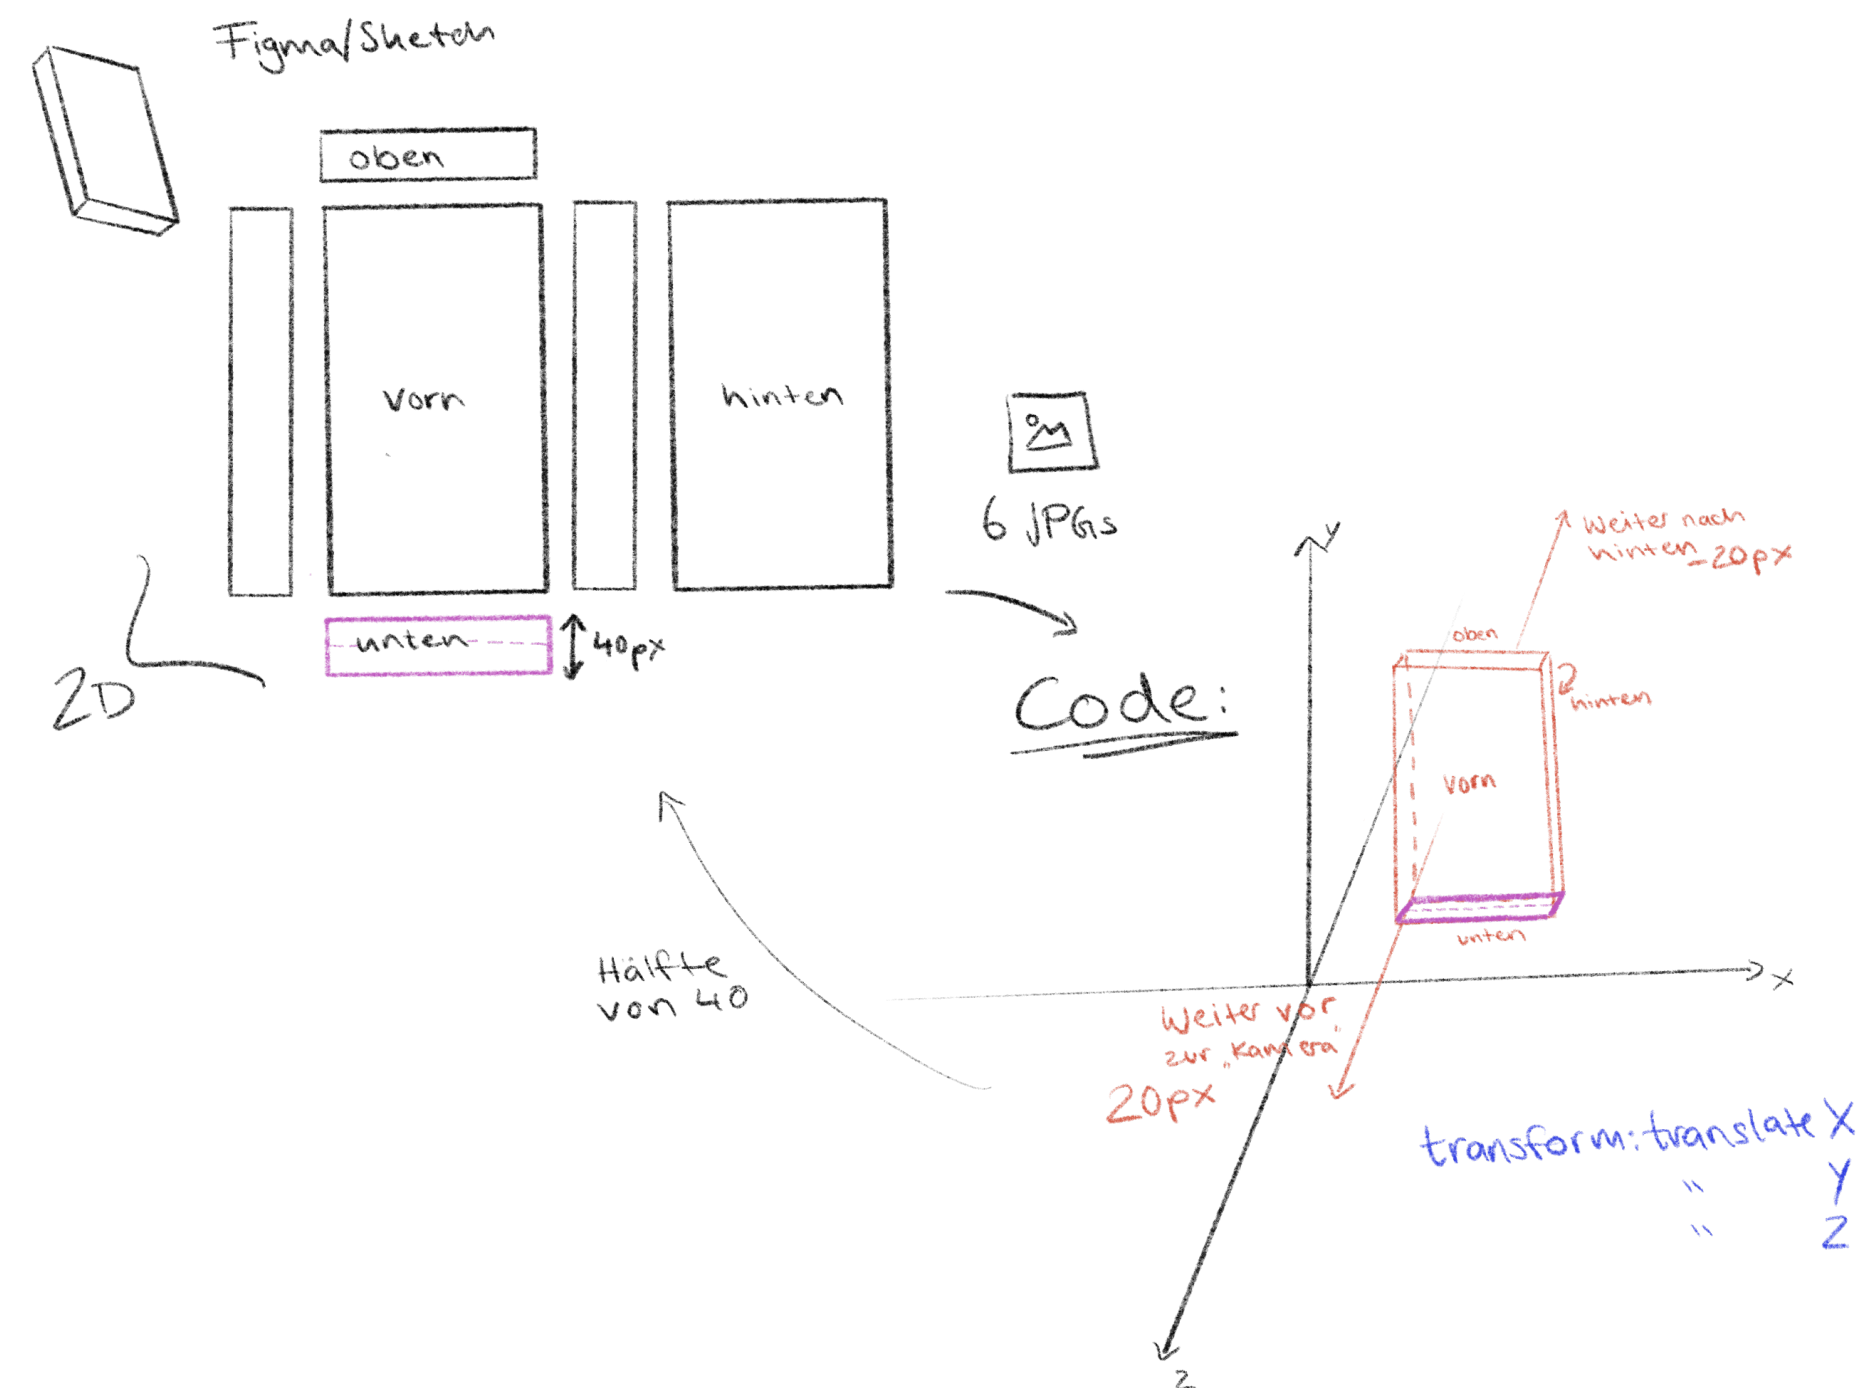 Figma/Sketch
oben
vorn
hinten
unten
40px
2D
6 JPGs
Code:
Hälfte
von 40
y
x
z
Weiter nach
hinten -20px
oben
hinten
vorn
unten
Weiter vor
zur „Kamera"
20px
transform: translate X
" Y
" Z